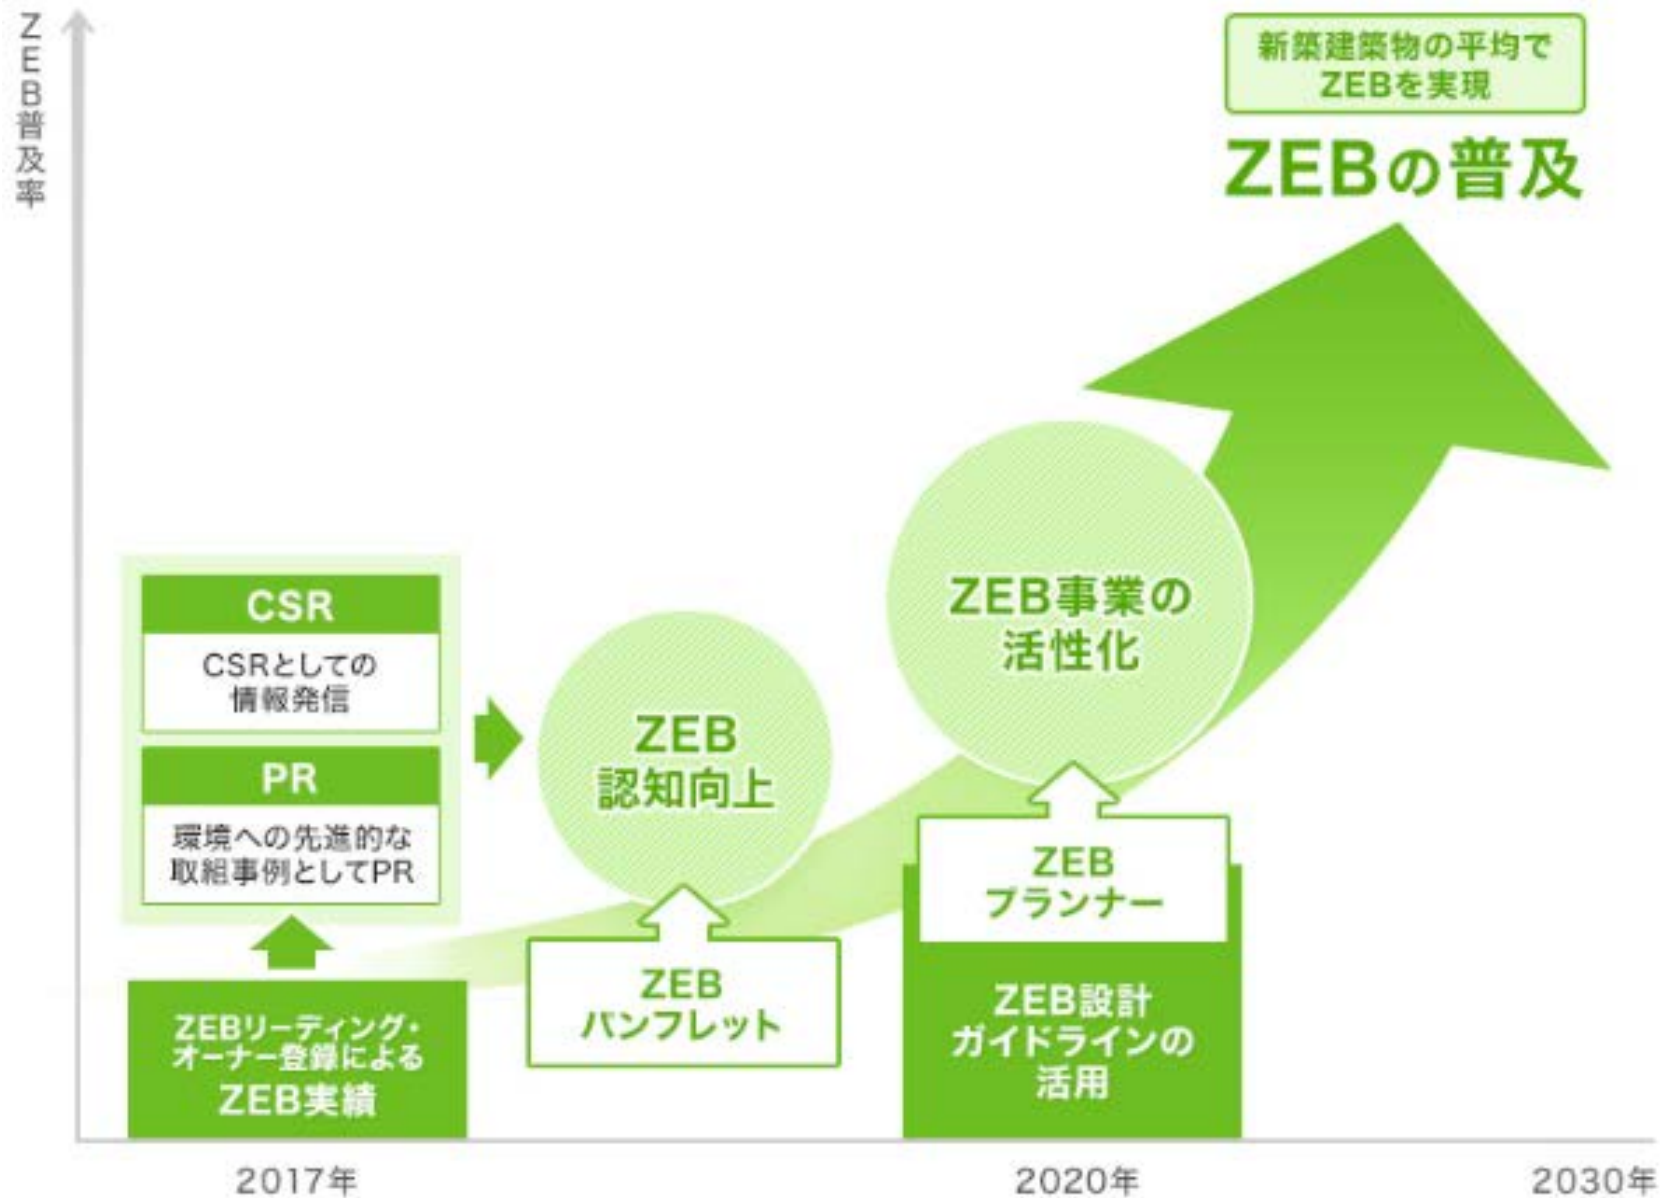 ZEB普及率
新築建築物の平均で
ZEBを実現
ZEBの普及
CSR
CSRとしての
情報発信
PR
環境への先進的な
取組事例としてPR
ZEBリーディング・
オーナー登録による
ZEB実績
ZEB
認知向上
ZEB
パンフレット
ZEB事業の
活性化
ZEB
プランナー
ZEB設計
ガイドラインの
活用
2017年
2020年
2030年